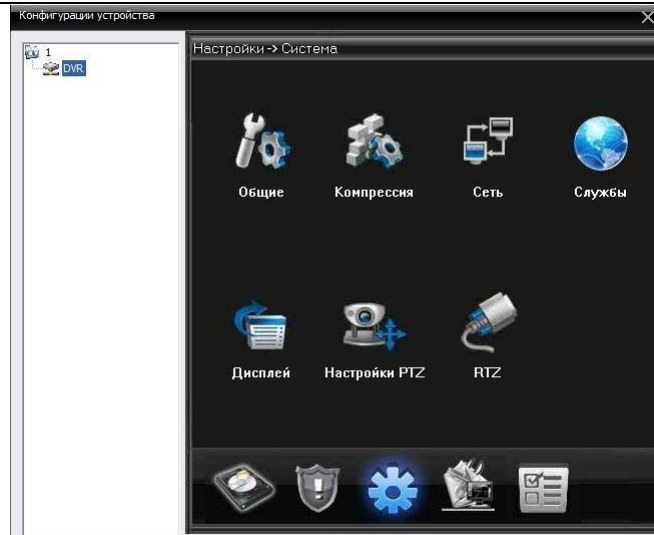 Конфигурации устройства
1
DVR
Настройки -> Система
Общие
Компрессия
Сеть
Службы
Дисплей
Настройки PTZ
RTZ